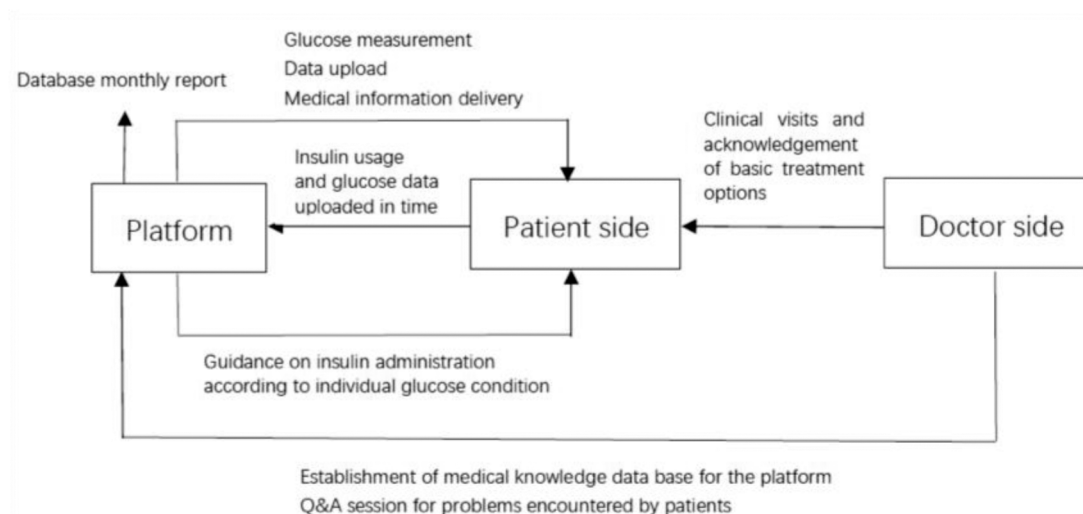 Glucose measurement
Data upload
Medical information delivery
Database monthly report
Clinical visits and
acknowledgement
of basic treatment
options
Insulin usage
and glucose data
uploaded in time
Platform
Patient side
Doctor side
Guidance on insulin administration
according to individual glucose condition
Establishment of medical knowledge data base for the platform
Q&A session for problems encountered by patients